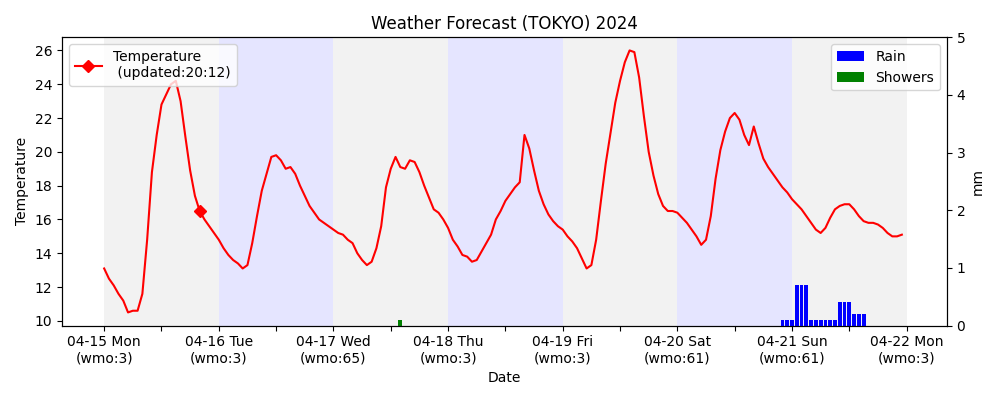 Weather Forecast (TOKYO) 2024
Temperature
(updated:20:12)
Rain
Showers
Temperature
26
24
22
20
18
16
14
12
10
5
4
3
2
1
0
mm
04-15 Mon
(wmo:3)
04-16 Tue
(wmo:3)
04-17 Wed
(wmo:65)
04-18 Thu
(wmo:3)
04-19 Fri
(wmo:3)
04-20 Sat
(wmo:61)
04-21 Sun
(wmo:61)
04-22 Mon
(wmo:3)
Date